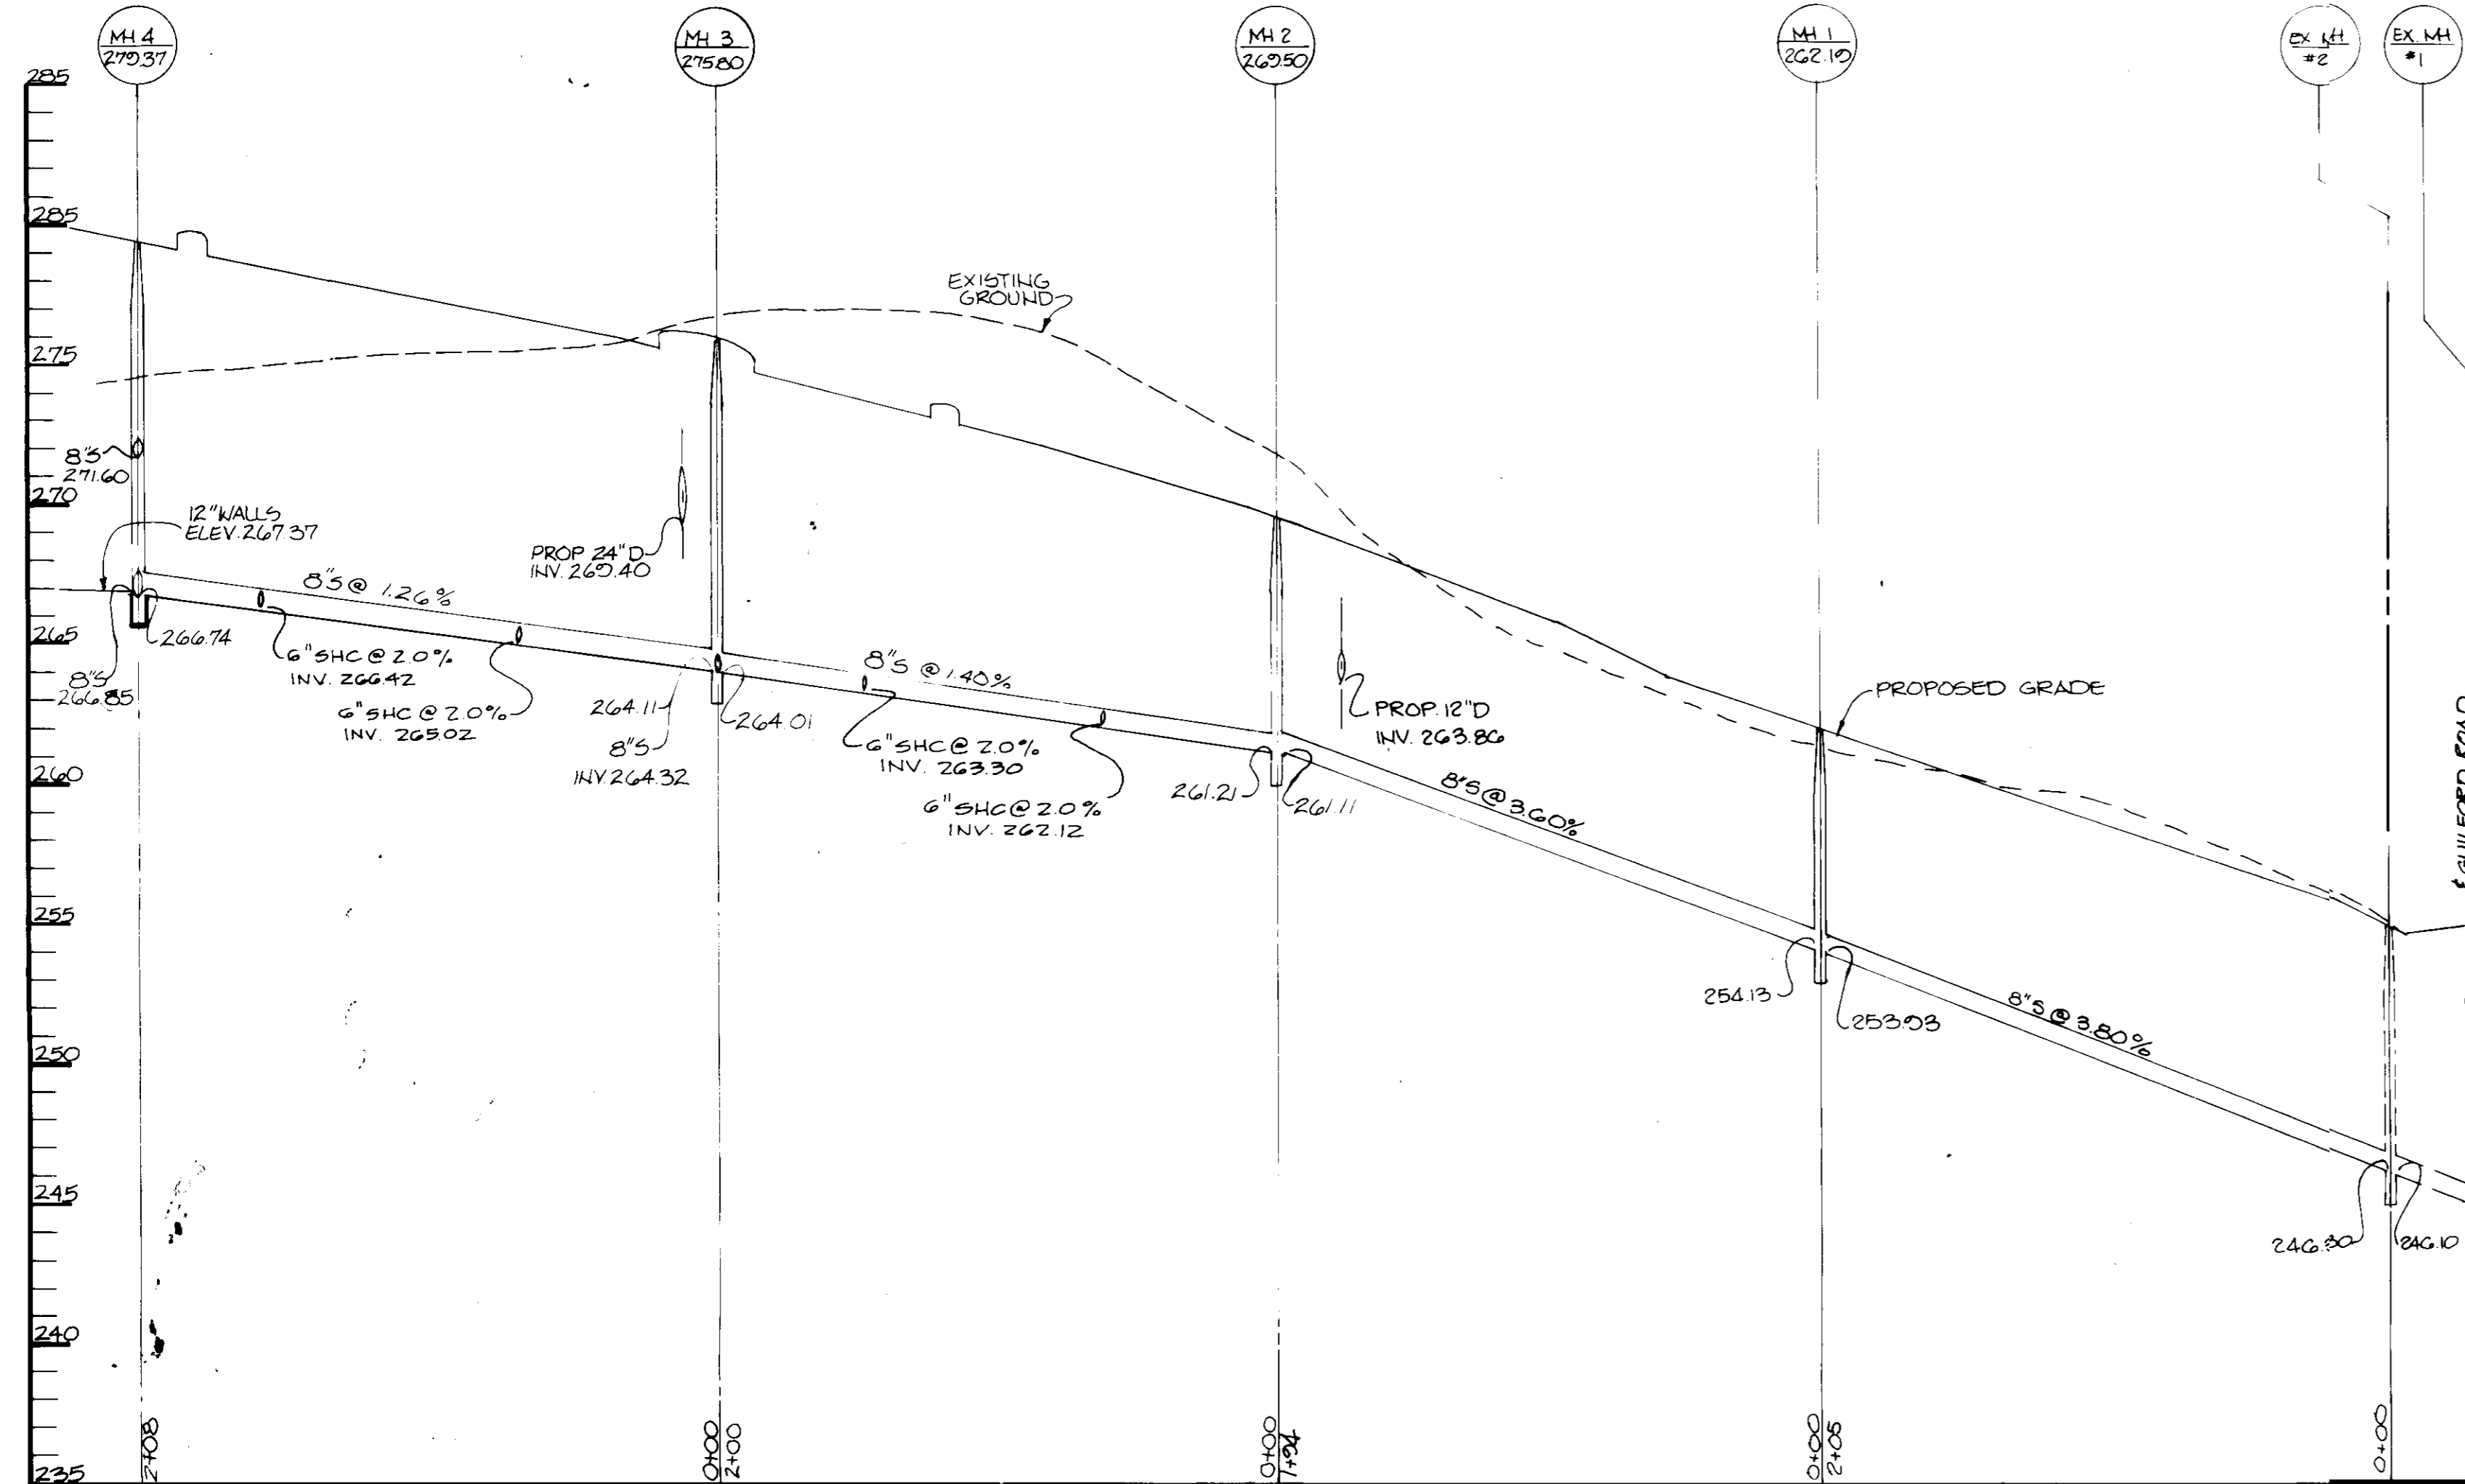 MH 4
279.37
MH 3
275.80
MH 2
269.50
MH 1
262.19
EX MH
#2
EX. MH
#1
285
285
275
270
265
260
255
250
245
240
235
EXISTING
GROUND
8"S
271.60
12" WALLS
ELEV. 267.37
PROP 24"D
INV. 269.40
8"S @ 1.26%
266.74
8"S
266.85
6" SHC @ 2.0%
INV. 266.42
6" SHC @ 2.0%
INV. 265.02
264.11
264.01
8"S
INV. 264.32
8"S @ 1.40%
6" SHC @ 2.0%
INV. 263.30
6" SHC @ 2.0%
INV. 262.12
PROP. 12"D
INV. 263.86
261.21
261.11
8"S @ 3.60%
PROPOSED GRADE
254.13
253.93
8"S @ 3.80%
246.30
246.10
GUILFORD ROAD
2+08
0+00
2+00
0+00
1+94
0+00
2+05
0+00